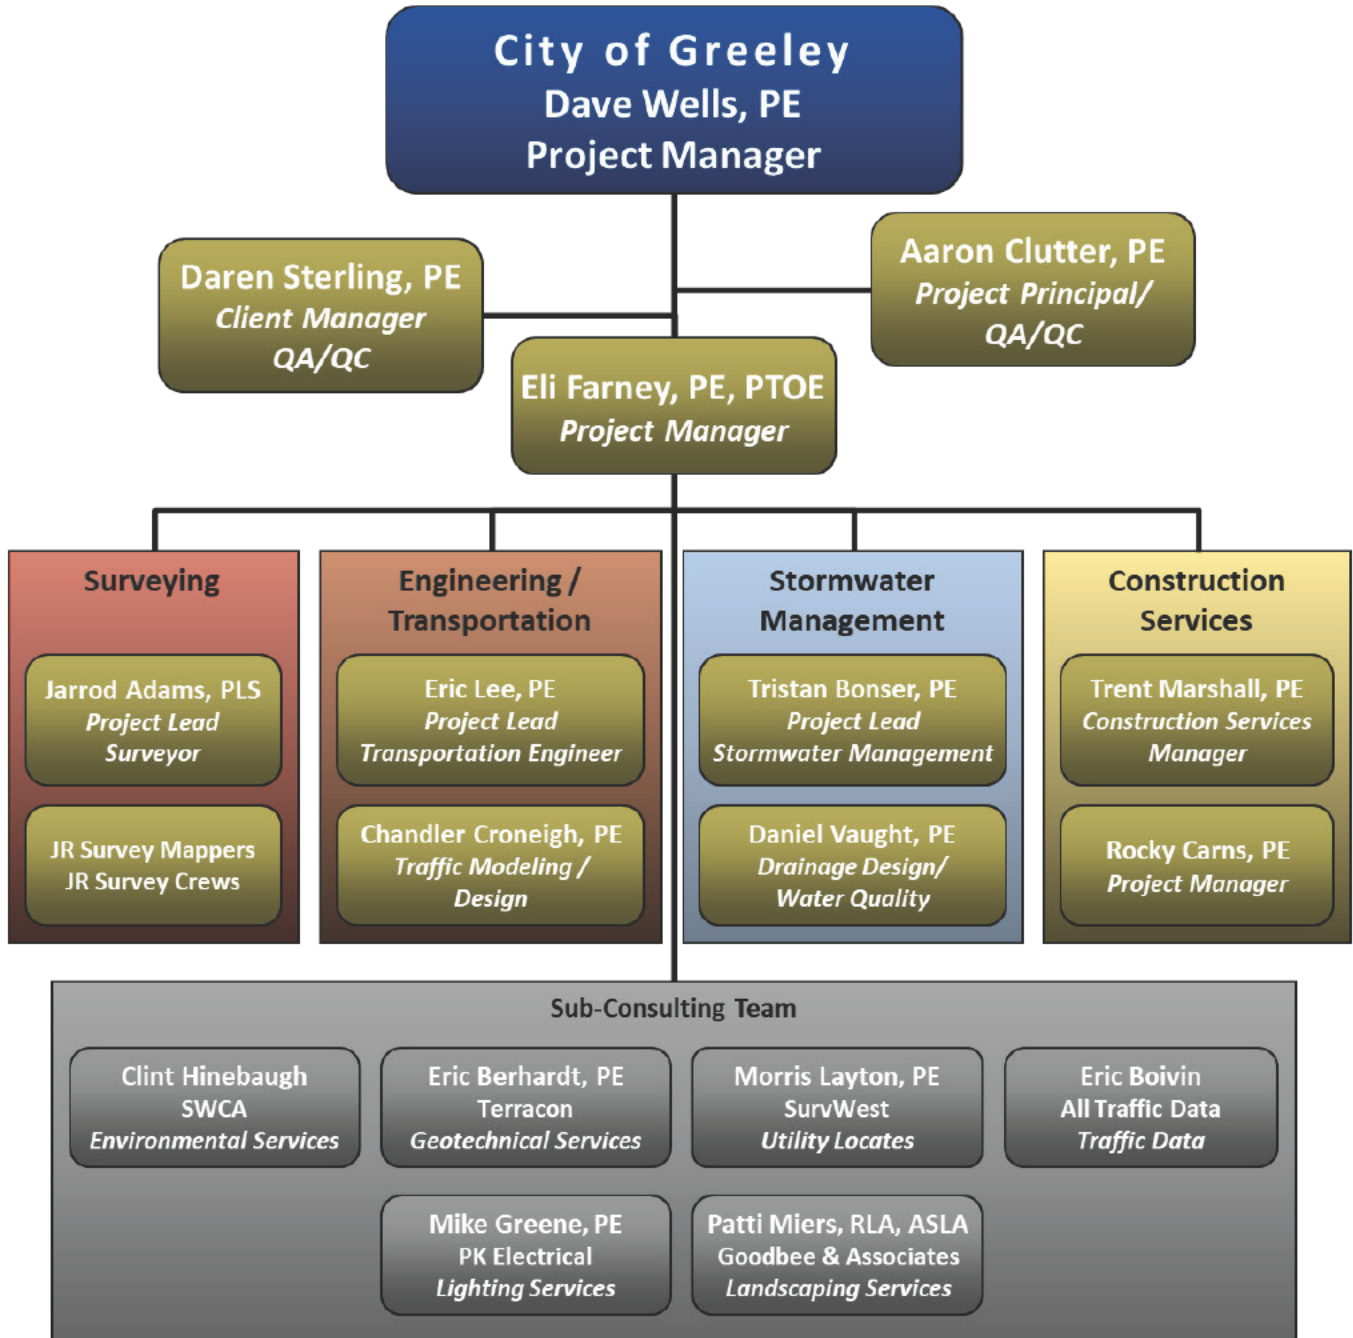 City of Greeley
Dave Wells, PE
Project Manager
Daren Sterling, PE
Client Manager
QA/QC
Aaron Clutter, PE
Project Principal/
QA/QC
Eli Farney, PE, PTOE
Project Manager
Surveying
Jarrod Adams, PLS
Project Lead
Surveyor
JR Survey Mappers
JR Survey Crews
Engineering /
Transportation
Eric Lee, PE
Project Lead
Transportation Engineer
Chandler Croneigh, PE
Traffic Modeling /
Design
Stormwater
Management
Tristan Bonser, PE
Project Lead
Stormwater Management
Daniel Vaught, PE
Drainage Design/
Water Quality
Construction
Services
Trent Marshall, PE
Construction Services
Manager
Rocky Carns, PE
Project Manager
Sub-Consulting Team
Clint Hinebaugh
SWCA
Environmental Services
Eric Berhardt, PE
Terracon
Geotechnical Services
Morris Layton, PE
SurvWest
Utility Locates
Eric Boivin
All Traffic Data
Traffic Data
Mike Greene, PE
PK Electrical
Lighting Services
Patti Miers, RLA, ASLA
Goodbee & Associates
Landscaping Services